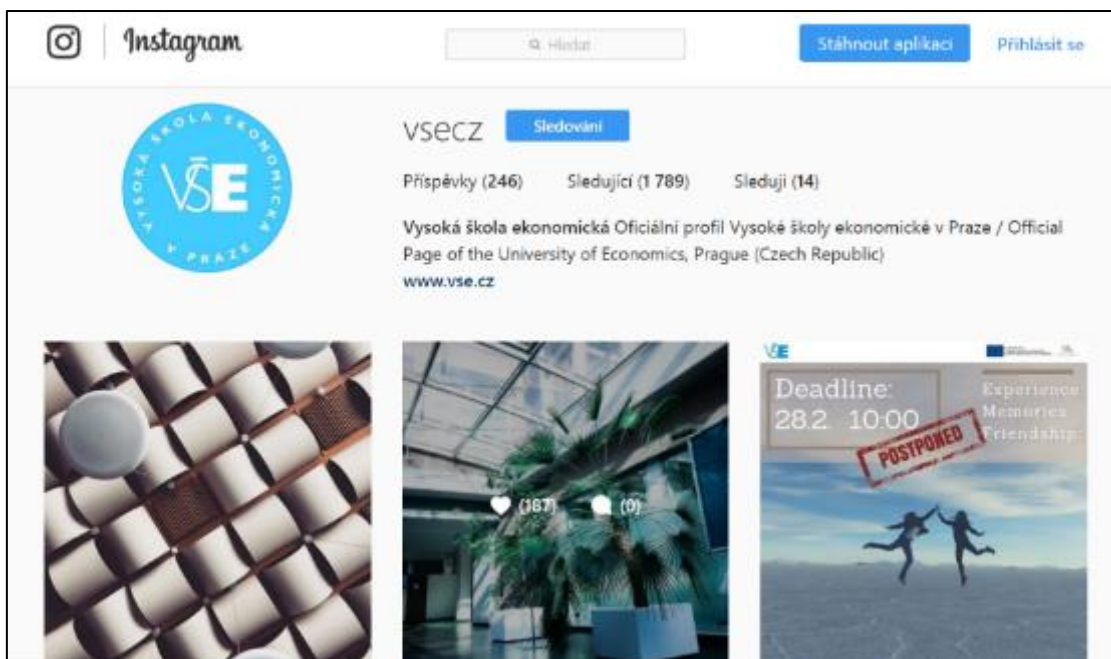 Instagram
Hledat
Stáhnout aplikaci
Přihlásit se
VYSOKÁ ŠKOLA EKONOMICKÁ V PRAZE
VŠE
vsecz
Sledování
Příspěvky (246) Sledující (1 789) Sleduji (14)
Vysoká škola ekonomická Oficiální profil Vysoké školy ekonomické v Praze / Official
Page of the University of Economics, Prague (Czech Republic)
www.vse.cz
(187) (0)
VŠE
Deadline:
28.2. 10:00
POSTPONED
Experience
Memories
Friendship